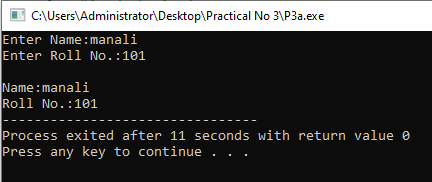 C:\Users\Administrator\Desktop\Practical No 3\P3a.exe
Enter Name:manali
Enter Roll No.:101

Name:manali
Roll No.:101
--------------------------------
Process exited after 11 seconds with return value 0
Press any key to continue . . .